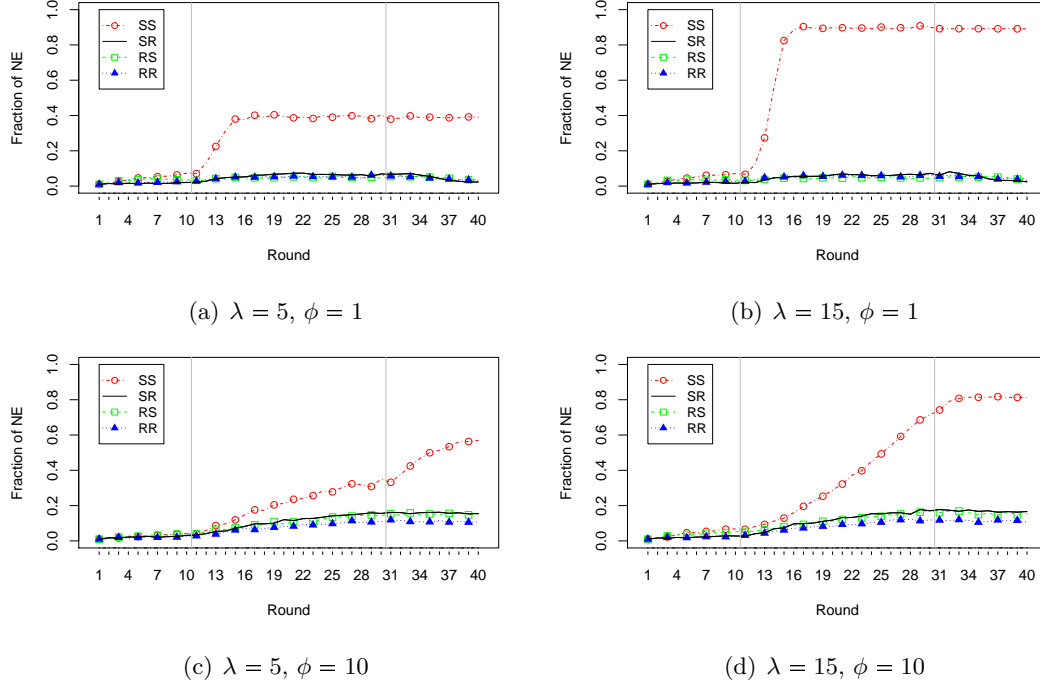 Fraction of NE
0.0 0.2 0.4 0.6 0.8 1.0
SS
SR
RS
RR
1 4 7 10 13 16 19 22 25 28 31 34 37 40
Round
(a) λ = 5, φ = 1
Fraction of NE
0.0 0.2 0.4 0.6 0.8 1.0
SS
SR
RS
RR
1 4 7 10 13 16 19 22 25 28 31 34 37 40
Round
(b) λ = 15, φ = 1
Fraction of NE
0.0 0.2 0.4 0.6 0.8 1.0
SS
SR
RS
RR
1 4 7 10 13 16 19 22 25 28 31 34 37 40
Round
(c) λ = 5, φ = 10
Fraction of NE
0.0 0.2 0.4 0.6 0.8 1.0
SS
SR
RS
RR
1 4 7 10 13 16 19 22 25 28 31 34 37 40
Round
(d) λ = 15, φ = 10